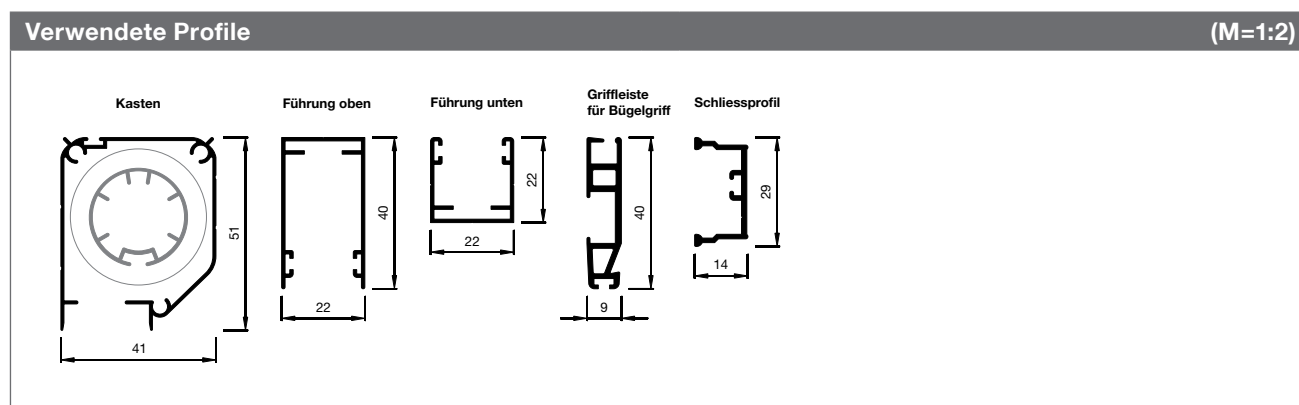 Verwendete Profile (M=1:2)
Kasten
Führung oben
Führung unten
Griffleiste
für Bügelgriff
Schliessprofil
51
41
40
22
22
22
40
9
29
14